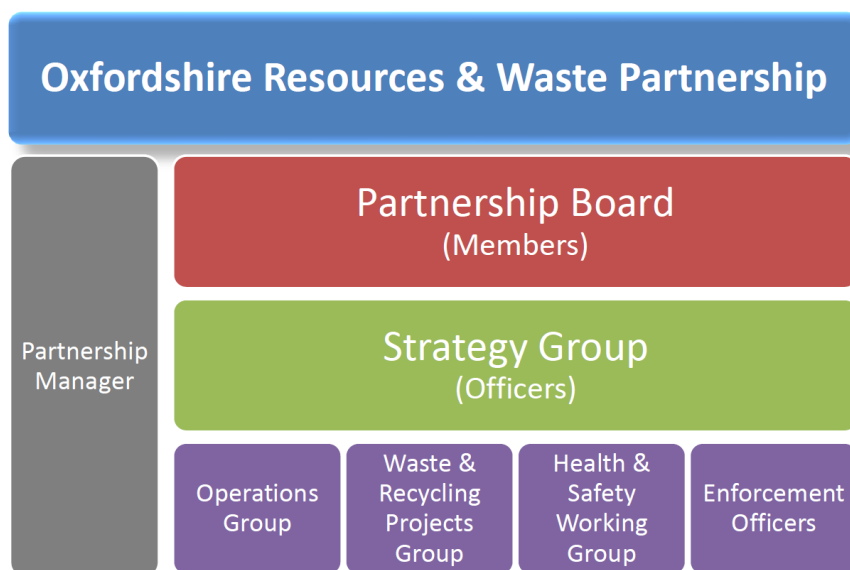 Oxfordshire Resources & Waste Partnership
Partnership
Manager
Partnership Board
(Members)
Strategy Group
(Officers)
Operations
Group
Waste &
Recycling
Projects
Group
Health &
Safety
Working
Group
Enforcement
Officers